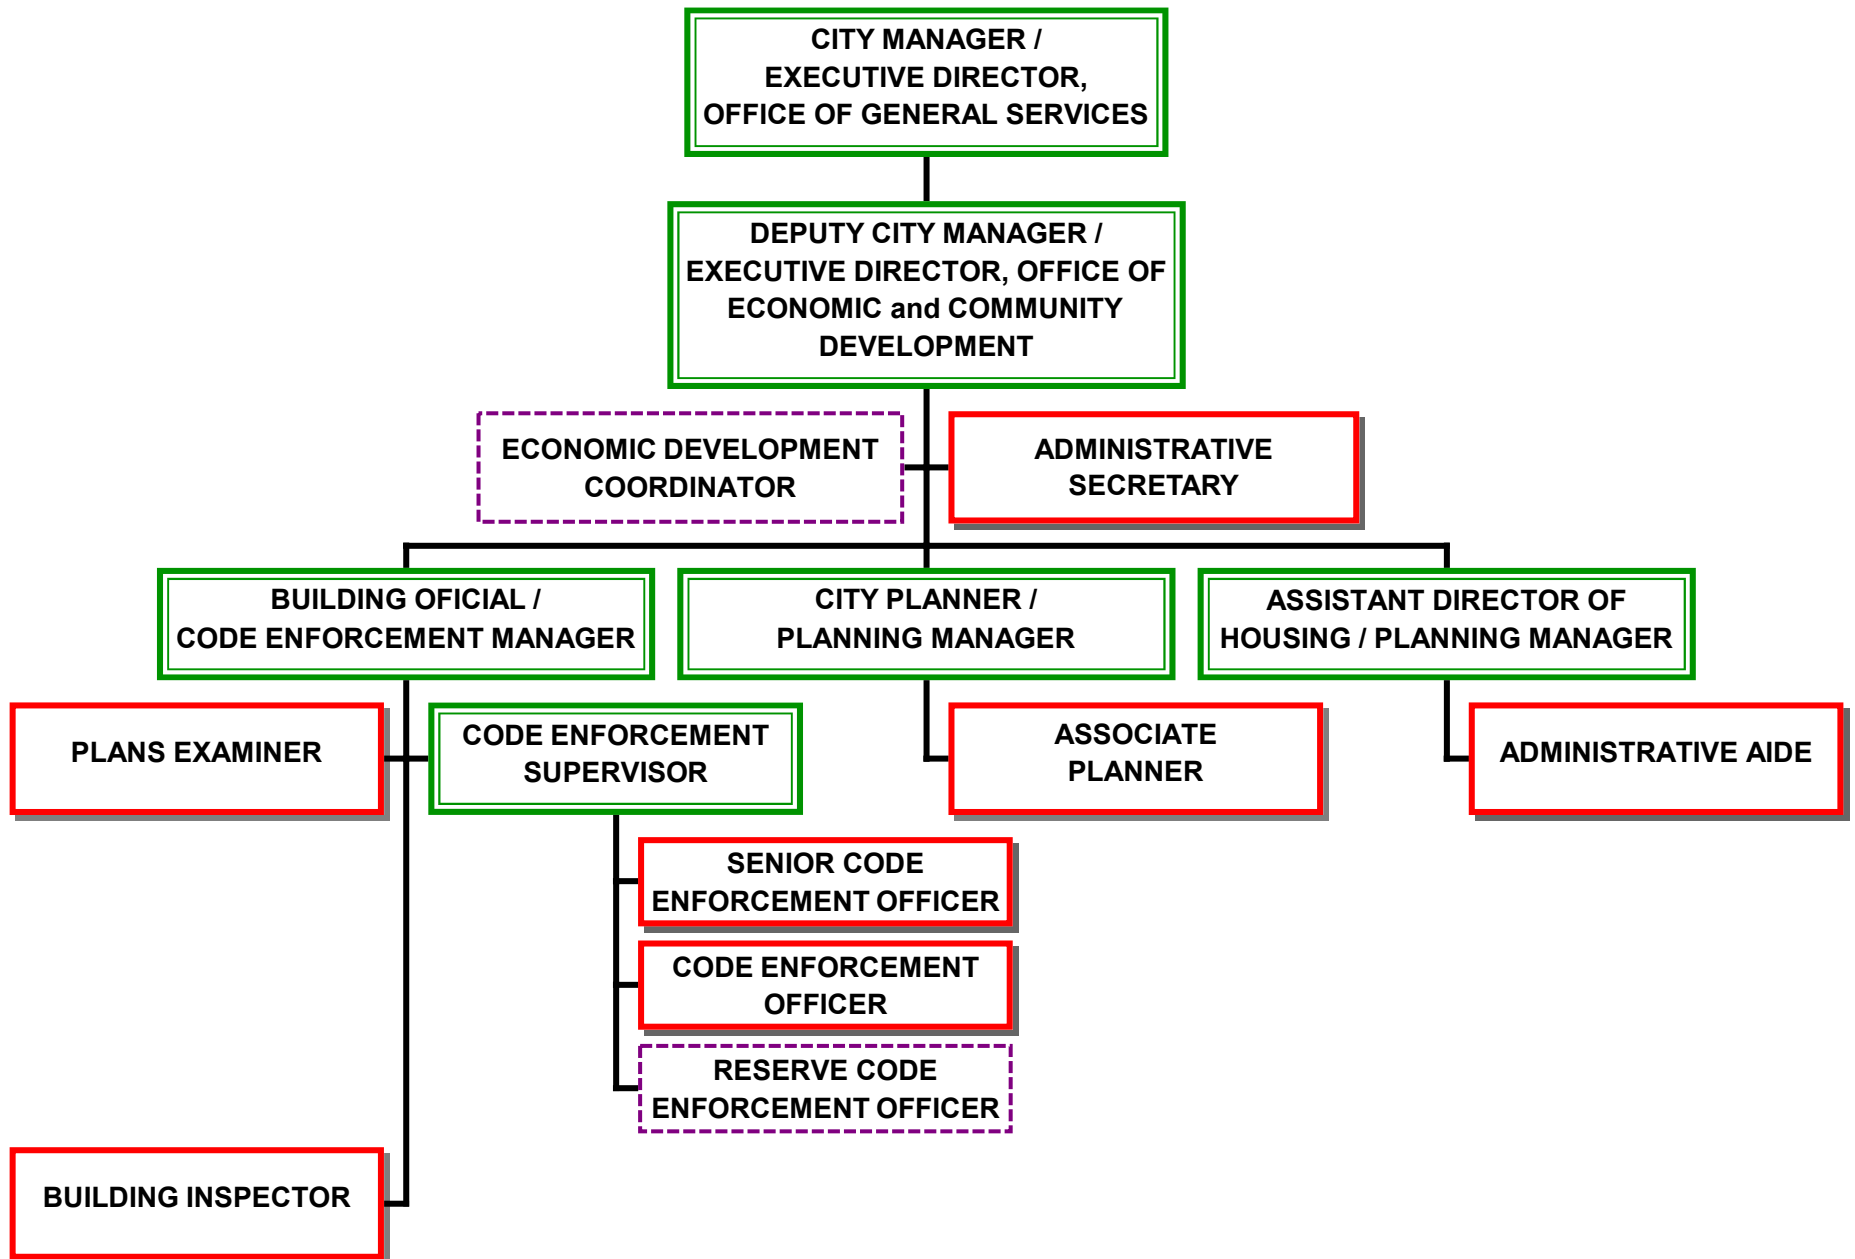 CITY MANAGER /
EXECUTIVE DIRECTOR,
OFFICE OF GENERAL SERVICES
DEPUTY CITY MANAGER /
EXECUTIVE DIRECTOR, OFFICE OF
ECONOMIC and COMMUNITY
DEVELOPMENT
ECONOMIC DEVELOPMENT
COORDINATOR
ADMINISTRATIVE
SECRETARY
BUILDING OFICIAL /
CODE ENFORCEMENT MANAGER
CITY PLANNER /
PLANNING MANAGER
ASSISTANT DIRECTOR OF
HOUSING / PLANNING MANAGER
PLANS EXAMINER
CODE ENFORCEMENT
SUPERVISOR
ASSOCIATE
PLANNER
ADMINISTRATIVE AIDE
SENIOR CODE
ENFORCEMENT OFFICER
CODE ENFORCEMENT
OFFICER
RESERVE CODE
ENFORCEMENT OFFICER
BUILDING INSPECTOR